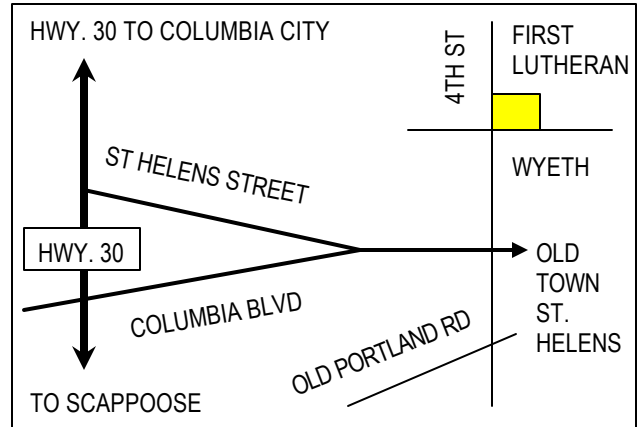 HWY. 30 TO COLUMBIA CITY
4TH ST
FIRST
LUTHERAN
ST HELENS STREET
WYETH
HWY. 30
OLD
TOWN
ST.
HELENS
COLUMBIA BLVD
OLD PORTLAND RD
TO SCAPPOOSE